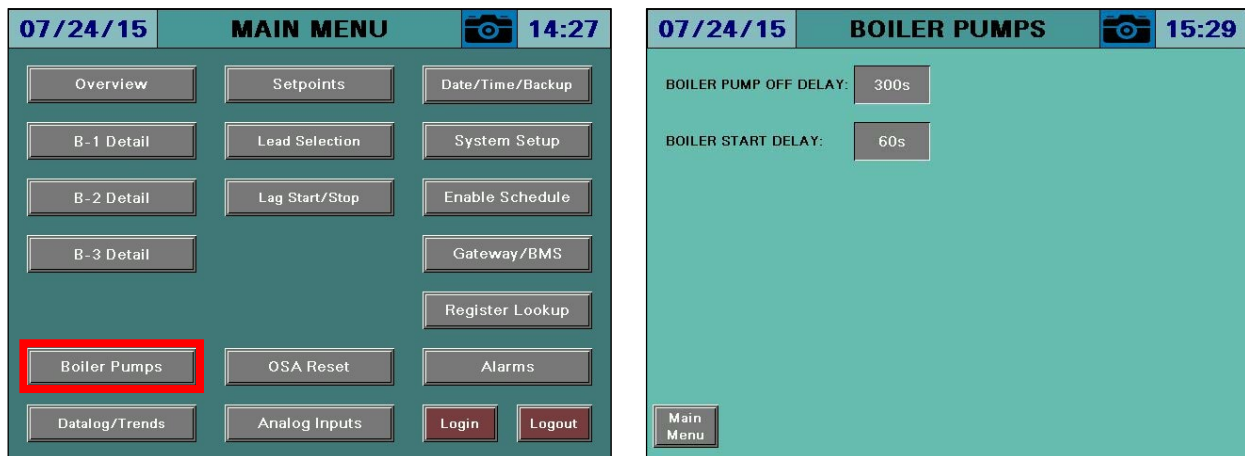 07/24/15 MAIN MENU 14:27
Overview Setpoints Date/Time/Backup
B-1 Detail Lead Selection System Setup
B-2 Detail Lag Start/Stop Enable Schedule
B-3 Detail Gateway/BMS
Register Lookup
Boiler Pumps OSA Reset Alarms
Datalog/Trends Analog Inputs Login Logout
07/24/15 BOILER PUMPS 15:29
BOILER PUMP OFF DELAY: 300s
BOILER START DELAY: 60s
Main
Menu